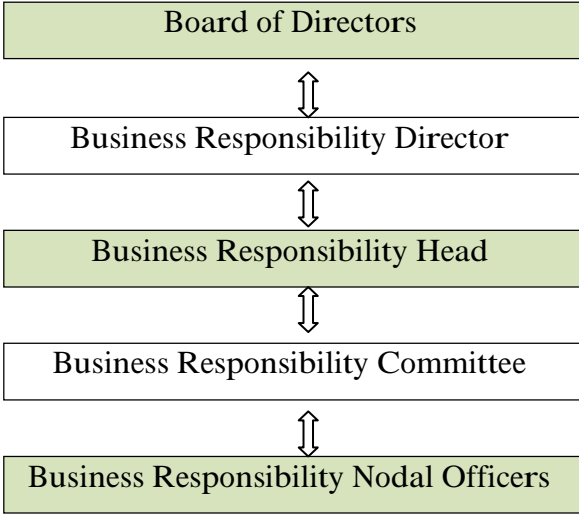 Board of Directors
Business Responsibility Director
Business Responsibility Head
Business Responsibility Committee
Business Responsibility Nodal Officers